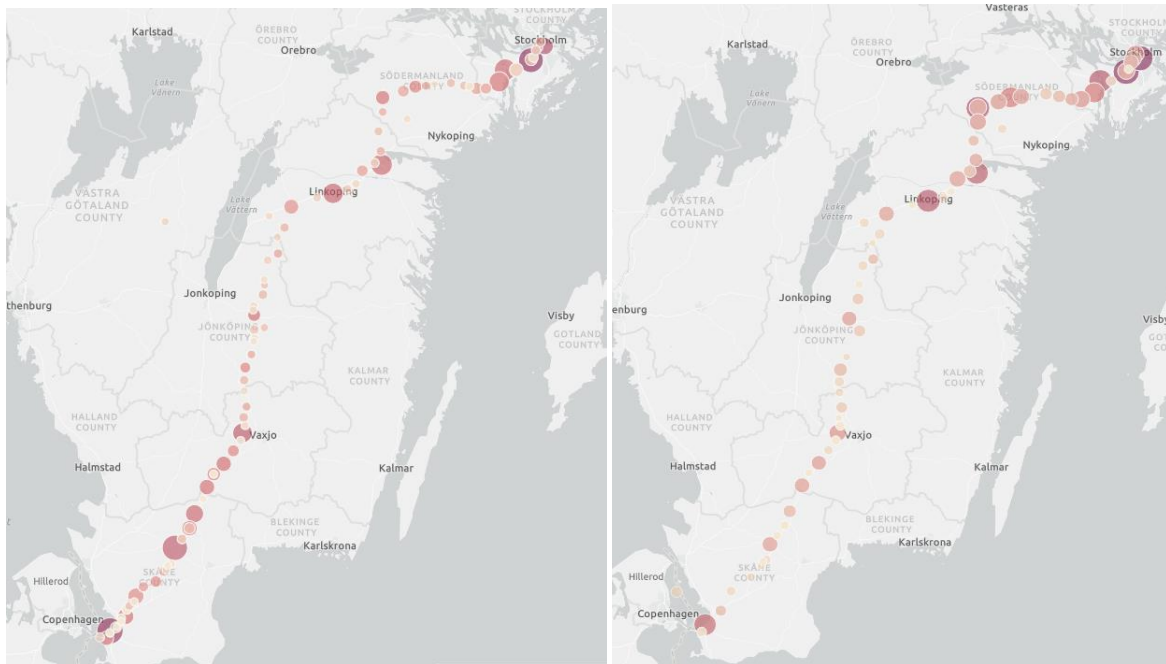 STOCKHOLM
COUNTY
Stockholm
Karlstad
ÖREBRO
COUNTY
Orebro
Lake
Vänern
SÖDERMANLAND
COUNTY
Nykoping
VÄSTRA
GÖTALAND
COUNTY
Linkoping
Lake
Vättern
Jonkoping
thenburg
JÖNKÖPING
COUNTY
Visby
GOTLAND
COUNTY
KALMAR
COUNTY
HALLAND
COUNTY
Vaxjo
Halmstad
Kalmar
BLEKINGE
COUNTY
Karlskrona
Hillerod
SKÅNE
COUNTY
Copenhagen
Vasteras
STOCKHOLM
COUNTY
Stockholm
Karlstad
ÖREBRO
COUNTY
Orebro
Lake
Vänern
SÖDERMANLAND
COUNTY
Nykoping
VÄSTRA
GÖTALAND
COUNTY
Linkoping
Lake
Vättern
Jonkoping
enburg
JÖNKÖPING
COUNTY
Visby
KALMAR
COUNTY
HALLAND
COUNTY
Vaxjo
Halmstad
Kalmar
BLEKINGE
COUNTY
Karlskrona
Hillerod
SKÅNE
COUNTY
Copenhagen